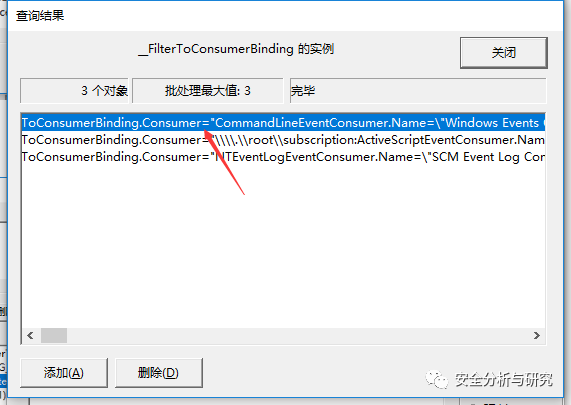 查询结果
__FilterToConsumerBinding 的实例
关闭
3 个对象
批处理最大值: 3
完毕
ToConsumerBinding.Consumer="CommandLineEventConsumer.Name=\"Windows Events
ToConsumerBinding.Consumer="\\\\.\\root\\subscription:ActiveScriptEventConsumer.Nam
ToConsumerBinding.Consumer="NTEventLogEventConsumer.Name=\"SCM Event Log Con
添加(A)
删除(D)
安全分析与研究